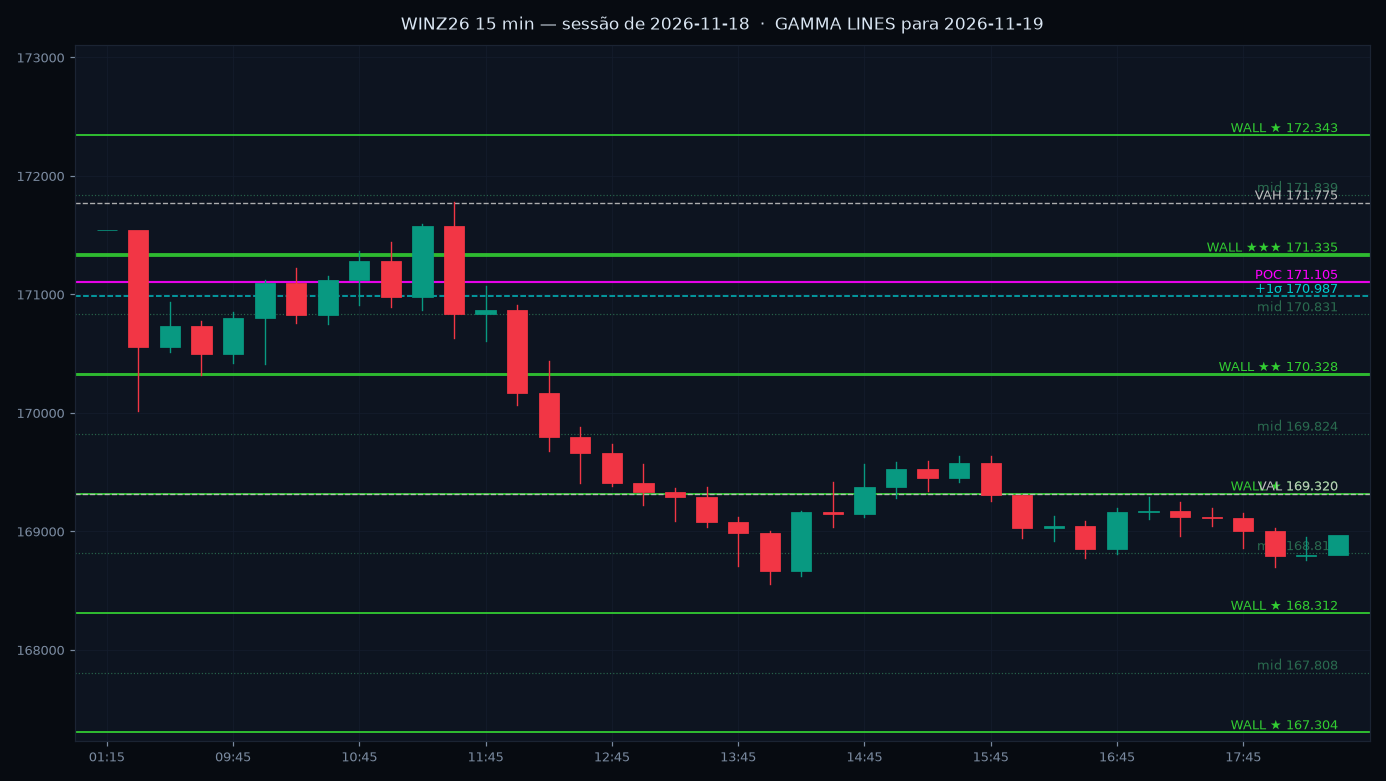 WINZ26 15 min — sessão de 2026-11-18 · GAMMA LINES para 2026-11-19
173000
172000
171000
170000
169000
168000
WALL ★ 172.343
mid 171.839
VAH 171.775
WALL ★★★ 171.335
POC 171.105
+1σ 170.987
mid 170.831
WALL ★★ 170.328
mid 169.824
WALL ★ 169.320
VAL 169.320
WALL ★ 168.312
mid 167.808
WALL ★ 167.304
01:15 09:45 10:45 11:45 12:45 13:45 14:45 15:45 16:45 17:45